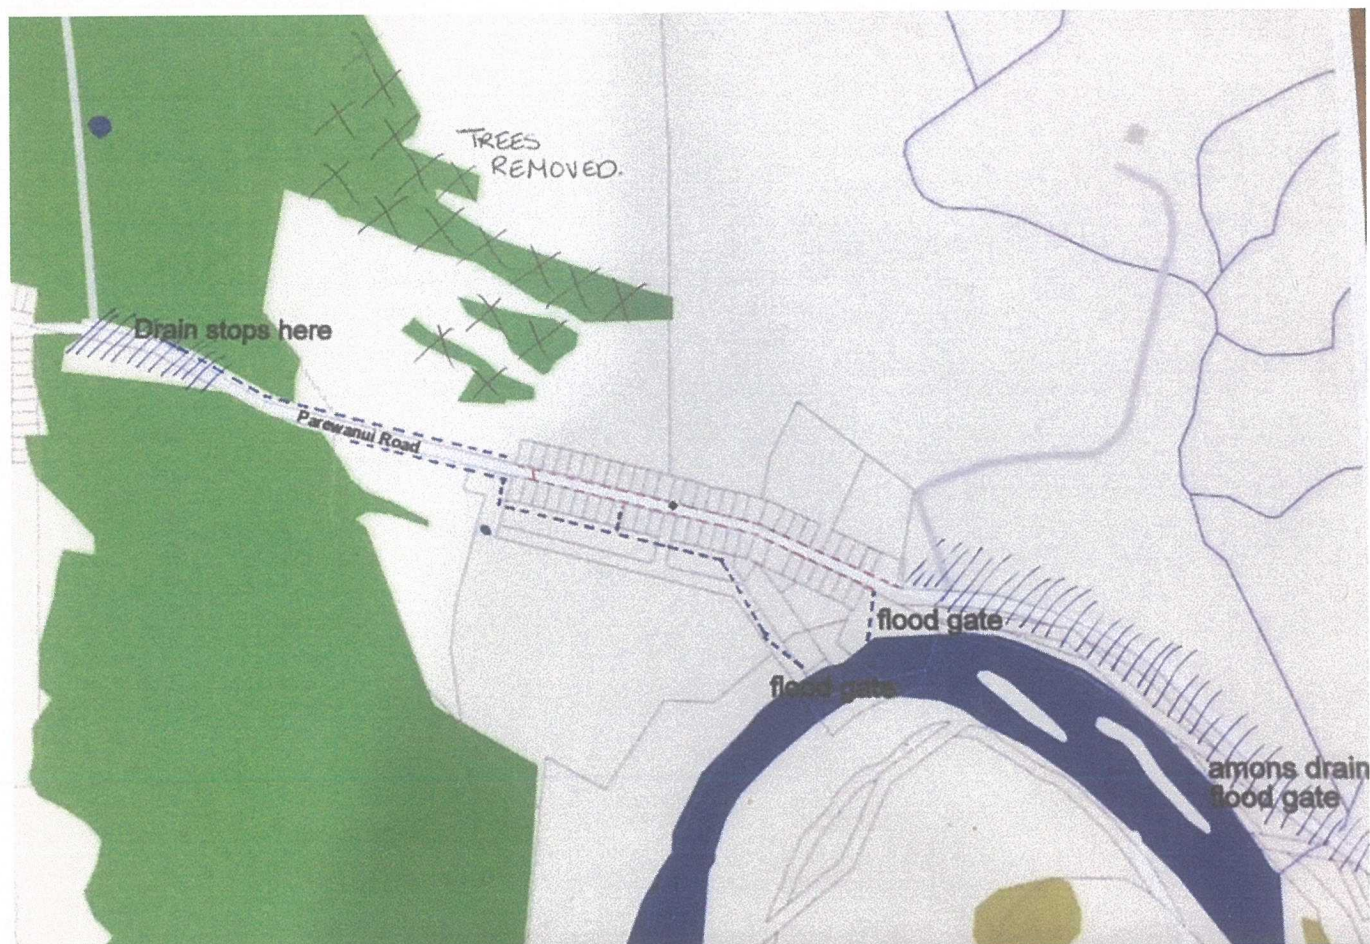 TREES
REMOVED.
Drain stops here
Parewanui Road
flood gate
flood gate
amons drain
flood gate